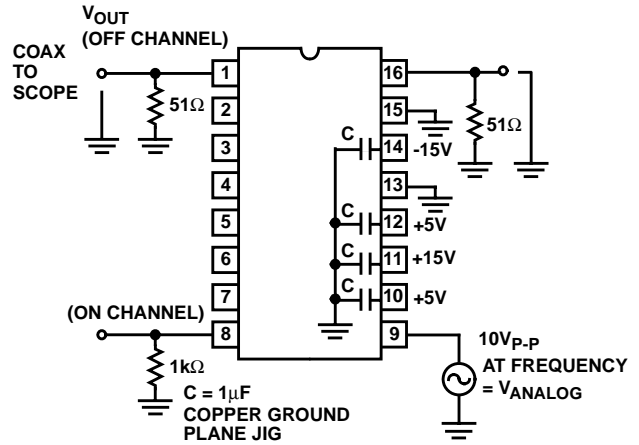 VOUT
(OFF CHANNEL)
COAX
TO
SCOPE
51Ω
1
2
3
4
5
6
7
8
16
15
14
13
12
11
10
9
C
C
C
C
-15V
+5V
+15V
+5V
51Ω
(ON CHANNEL)
1kΩ
C = 1μF
COPPER GROUND
PLANE JIG
10VP-P
AT FREQUENCY
= VANALOG